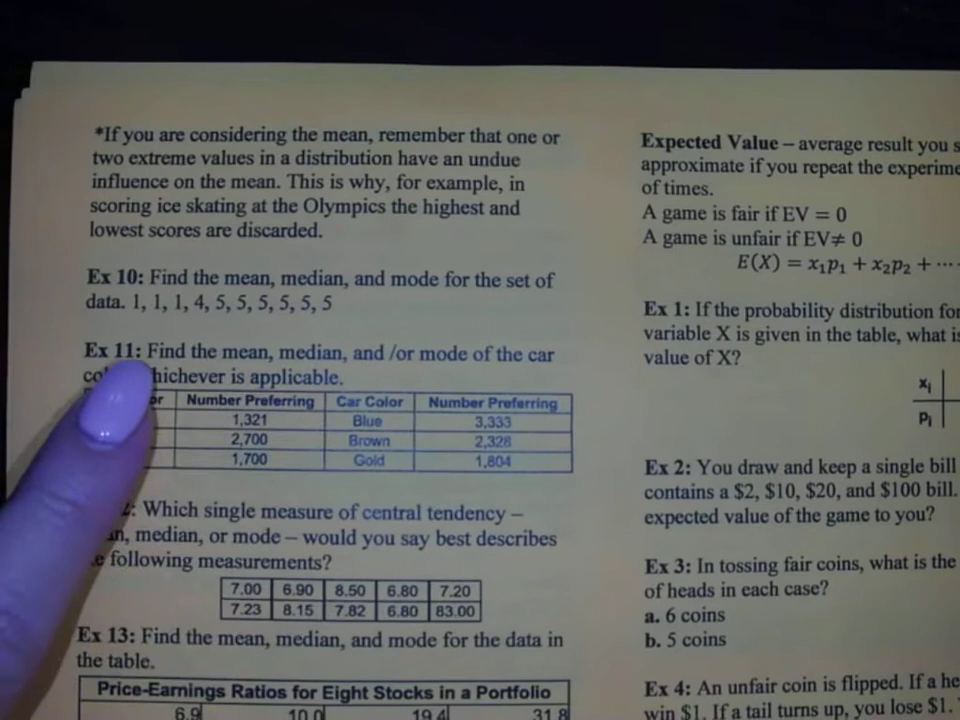 *If you are considering the mean, remember that one or
two extreme values in a distribution have an undue
influence on the mean. This is why, for example, in
scoring ice skating at the Olympics the highest and
lowest scores are discarded.
Ex 10: Find the mean, median, and mode for the set of
data. 1, 1, 1, 4, 5, 5, 5, 5, 5, 5
Ex 11: Find the mean, median, and /or mode of the car
is applicable.
Number Preferring Car Color Number Preferring
1,321 Blue 3,333
2,700 Brown 2,328
1,700 Gold 1,804
Which single measure of central tendency –
median, or mode – would you say best describes
following measurements?
7.00 6.90 8.50 6.80 7.20
7.23 8.15 7.82 6.80 83.00
Ex 13: Find the mean, median, and mode for the data in
the table.
Price-Earnings Ratios for Eight Stocks in a Portfolio
6.9 10.0 19.4 31.8
Expected Value – average result you
approximate if you repeat the
of times.
A game is fair if EV = 0
A game is unfair if EV≠ 0
E(X) = x₁p₁ + x₂p₂ + ⋯
Ex 1: If the probability distribution
variable X is given in the table, what
value of X?
xᵢ
Pᵢ
Ex 2: You draw and keep a single bill
contains a $2, $10, $20, and $100 bill.
expected value of the game to you?
Ex 3: In tossing fair coins, what is the
of heads in each case?
a. 6 coins
b. 5 coins
Ex 4: An unfair coin is flipped. If a
win $1. If a tail turns up, you lose $1.